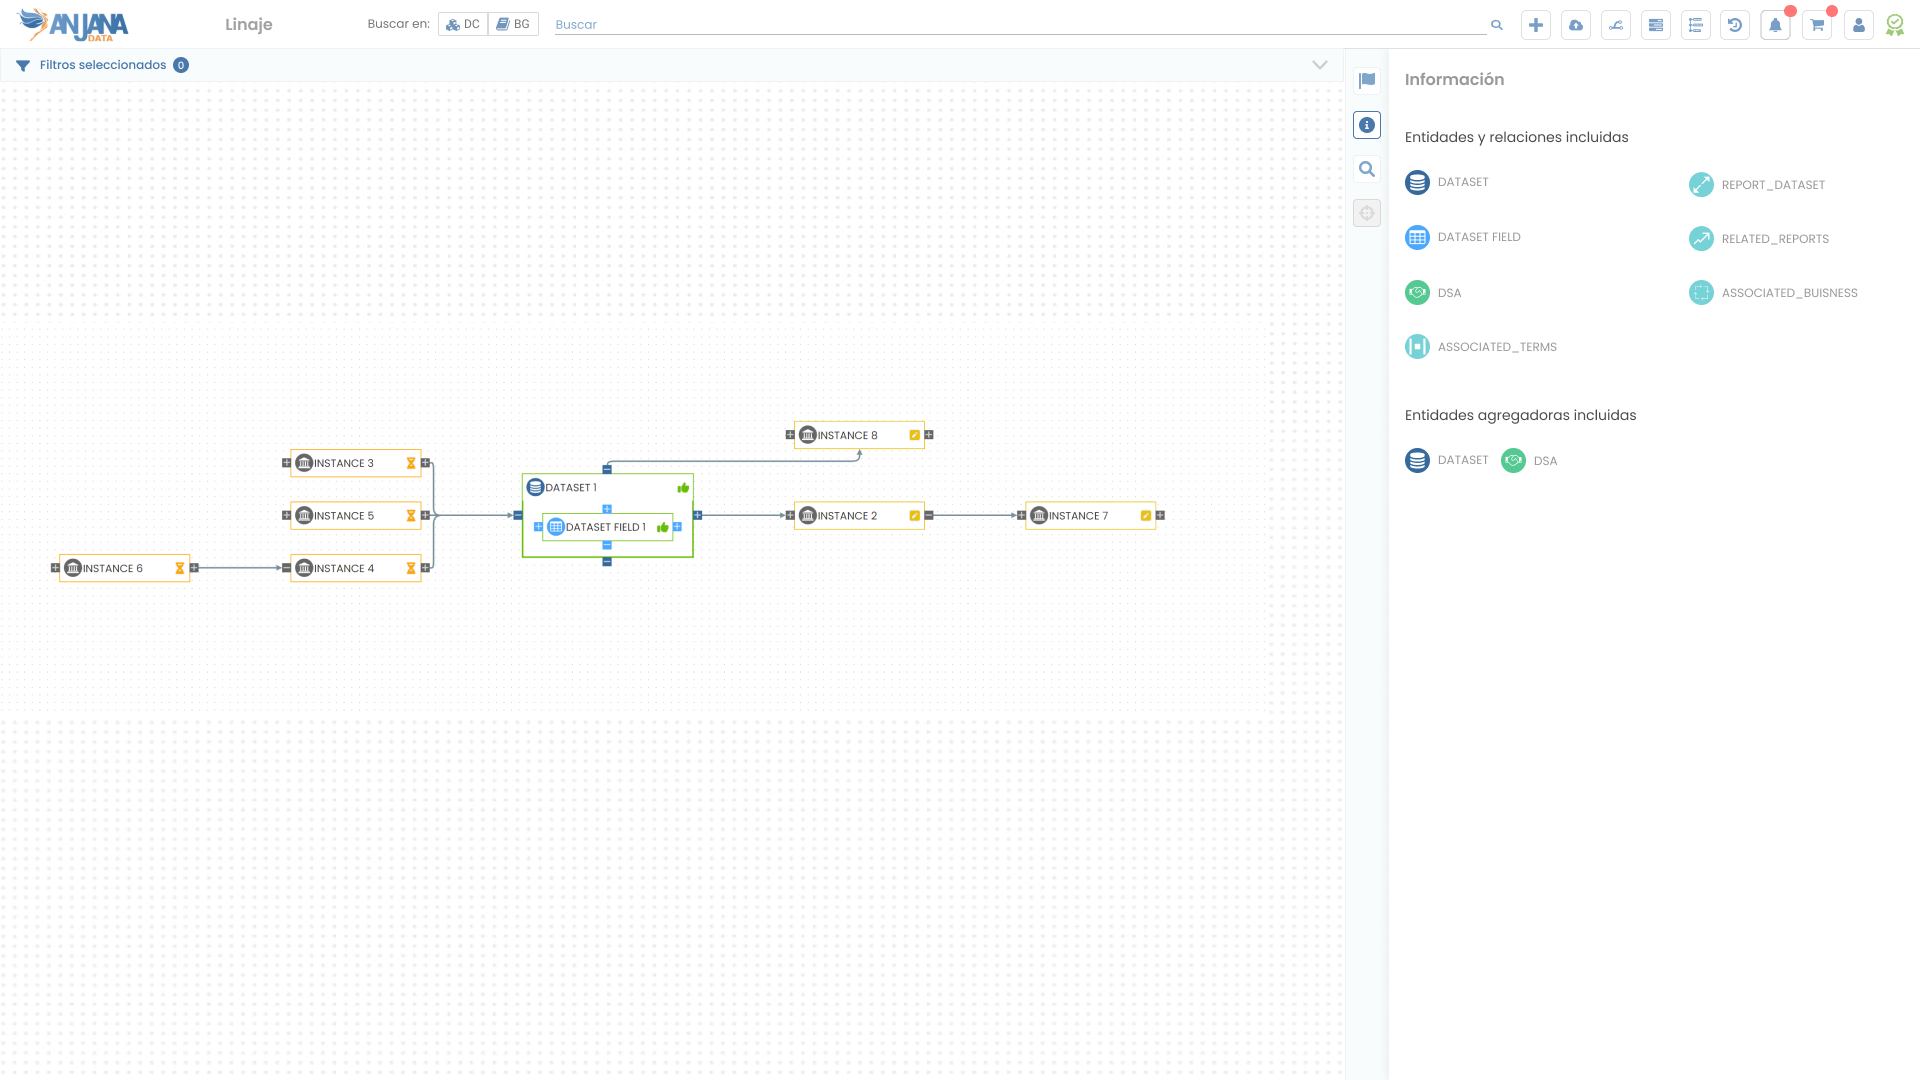 ANJANA DATA
Linaje
Buscar en: DC BG Buscar
Filtros seleccionados 0
INSTANCE 8
INSTANCE 3
DATASET 1
INSTANCE 5
DATASET FIELD 1
INSTANCE 2
INSTANCE 7
INSTANCE 6
INSTANCE 4
Información
Entidades y relaciones incluidas
DATASET
REPORT_DATASET
DATASET FIELD
RELATED_REPORTS
DSA
ASSOCIATED_BUISNESS
ASSOCIATED_TERMS
Entidades agregadoras incluidas
DATASET
DSA